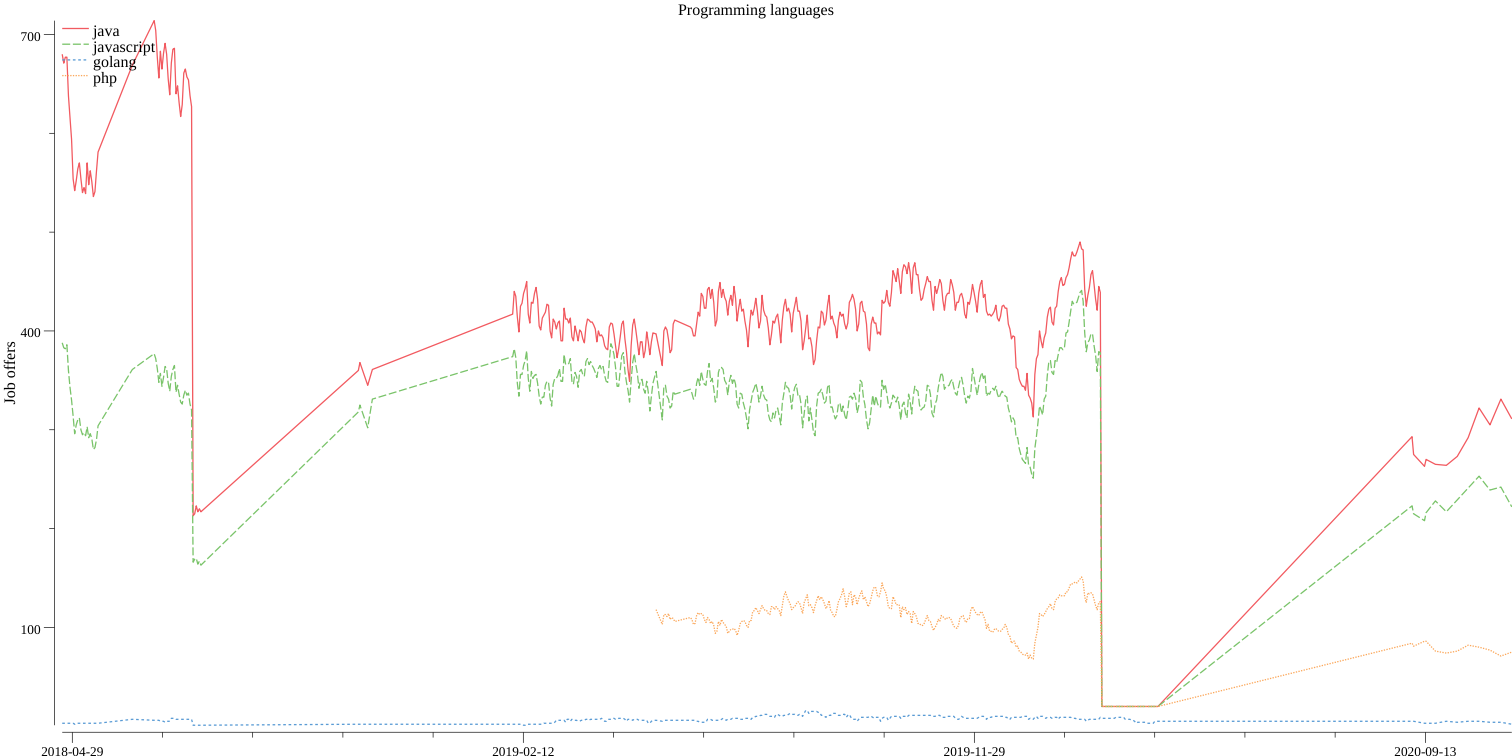 Programming languages
700
java
javascript
golang
php
400
Job offers
100
2018-04-29
2019-02-12
2019-11-29
2020-09-13